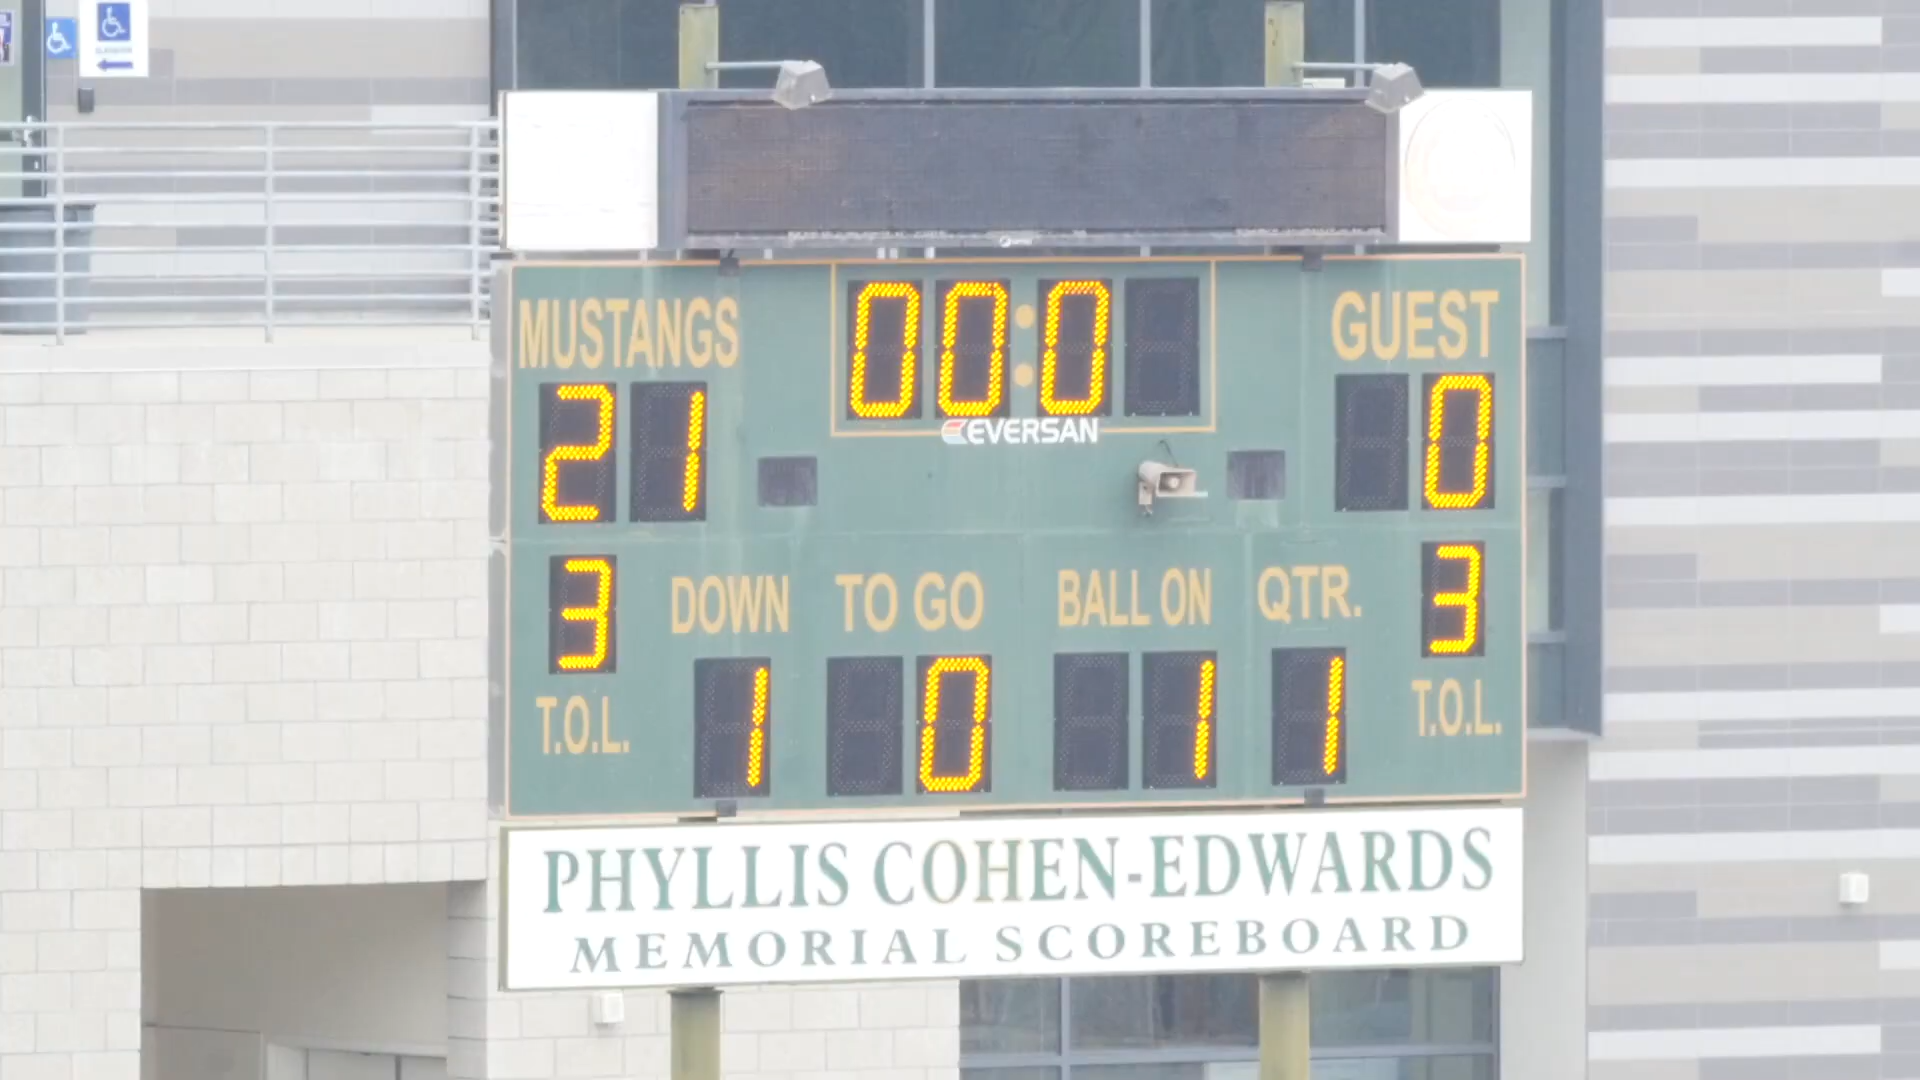 MUSTANGS
00:0
GUEST
21
0
EVERSAN
3
DOWN
TO GO
BALL ON
QTR.
3
T.O.L.
1
0
1
1
T.O.L.
PHYLLIS COHEN-EDWARDS
MEMORIAL SCOREBOARD